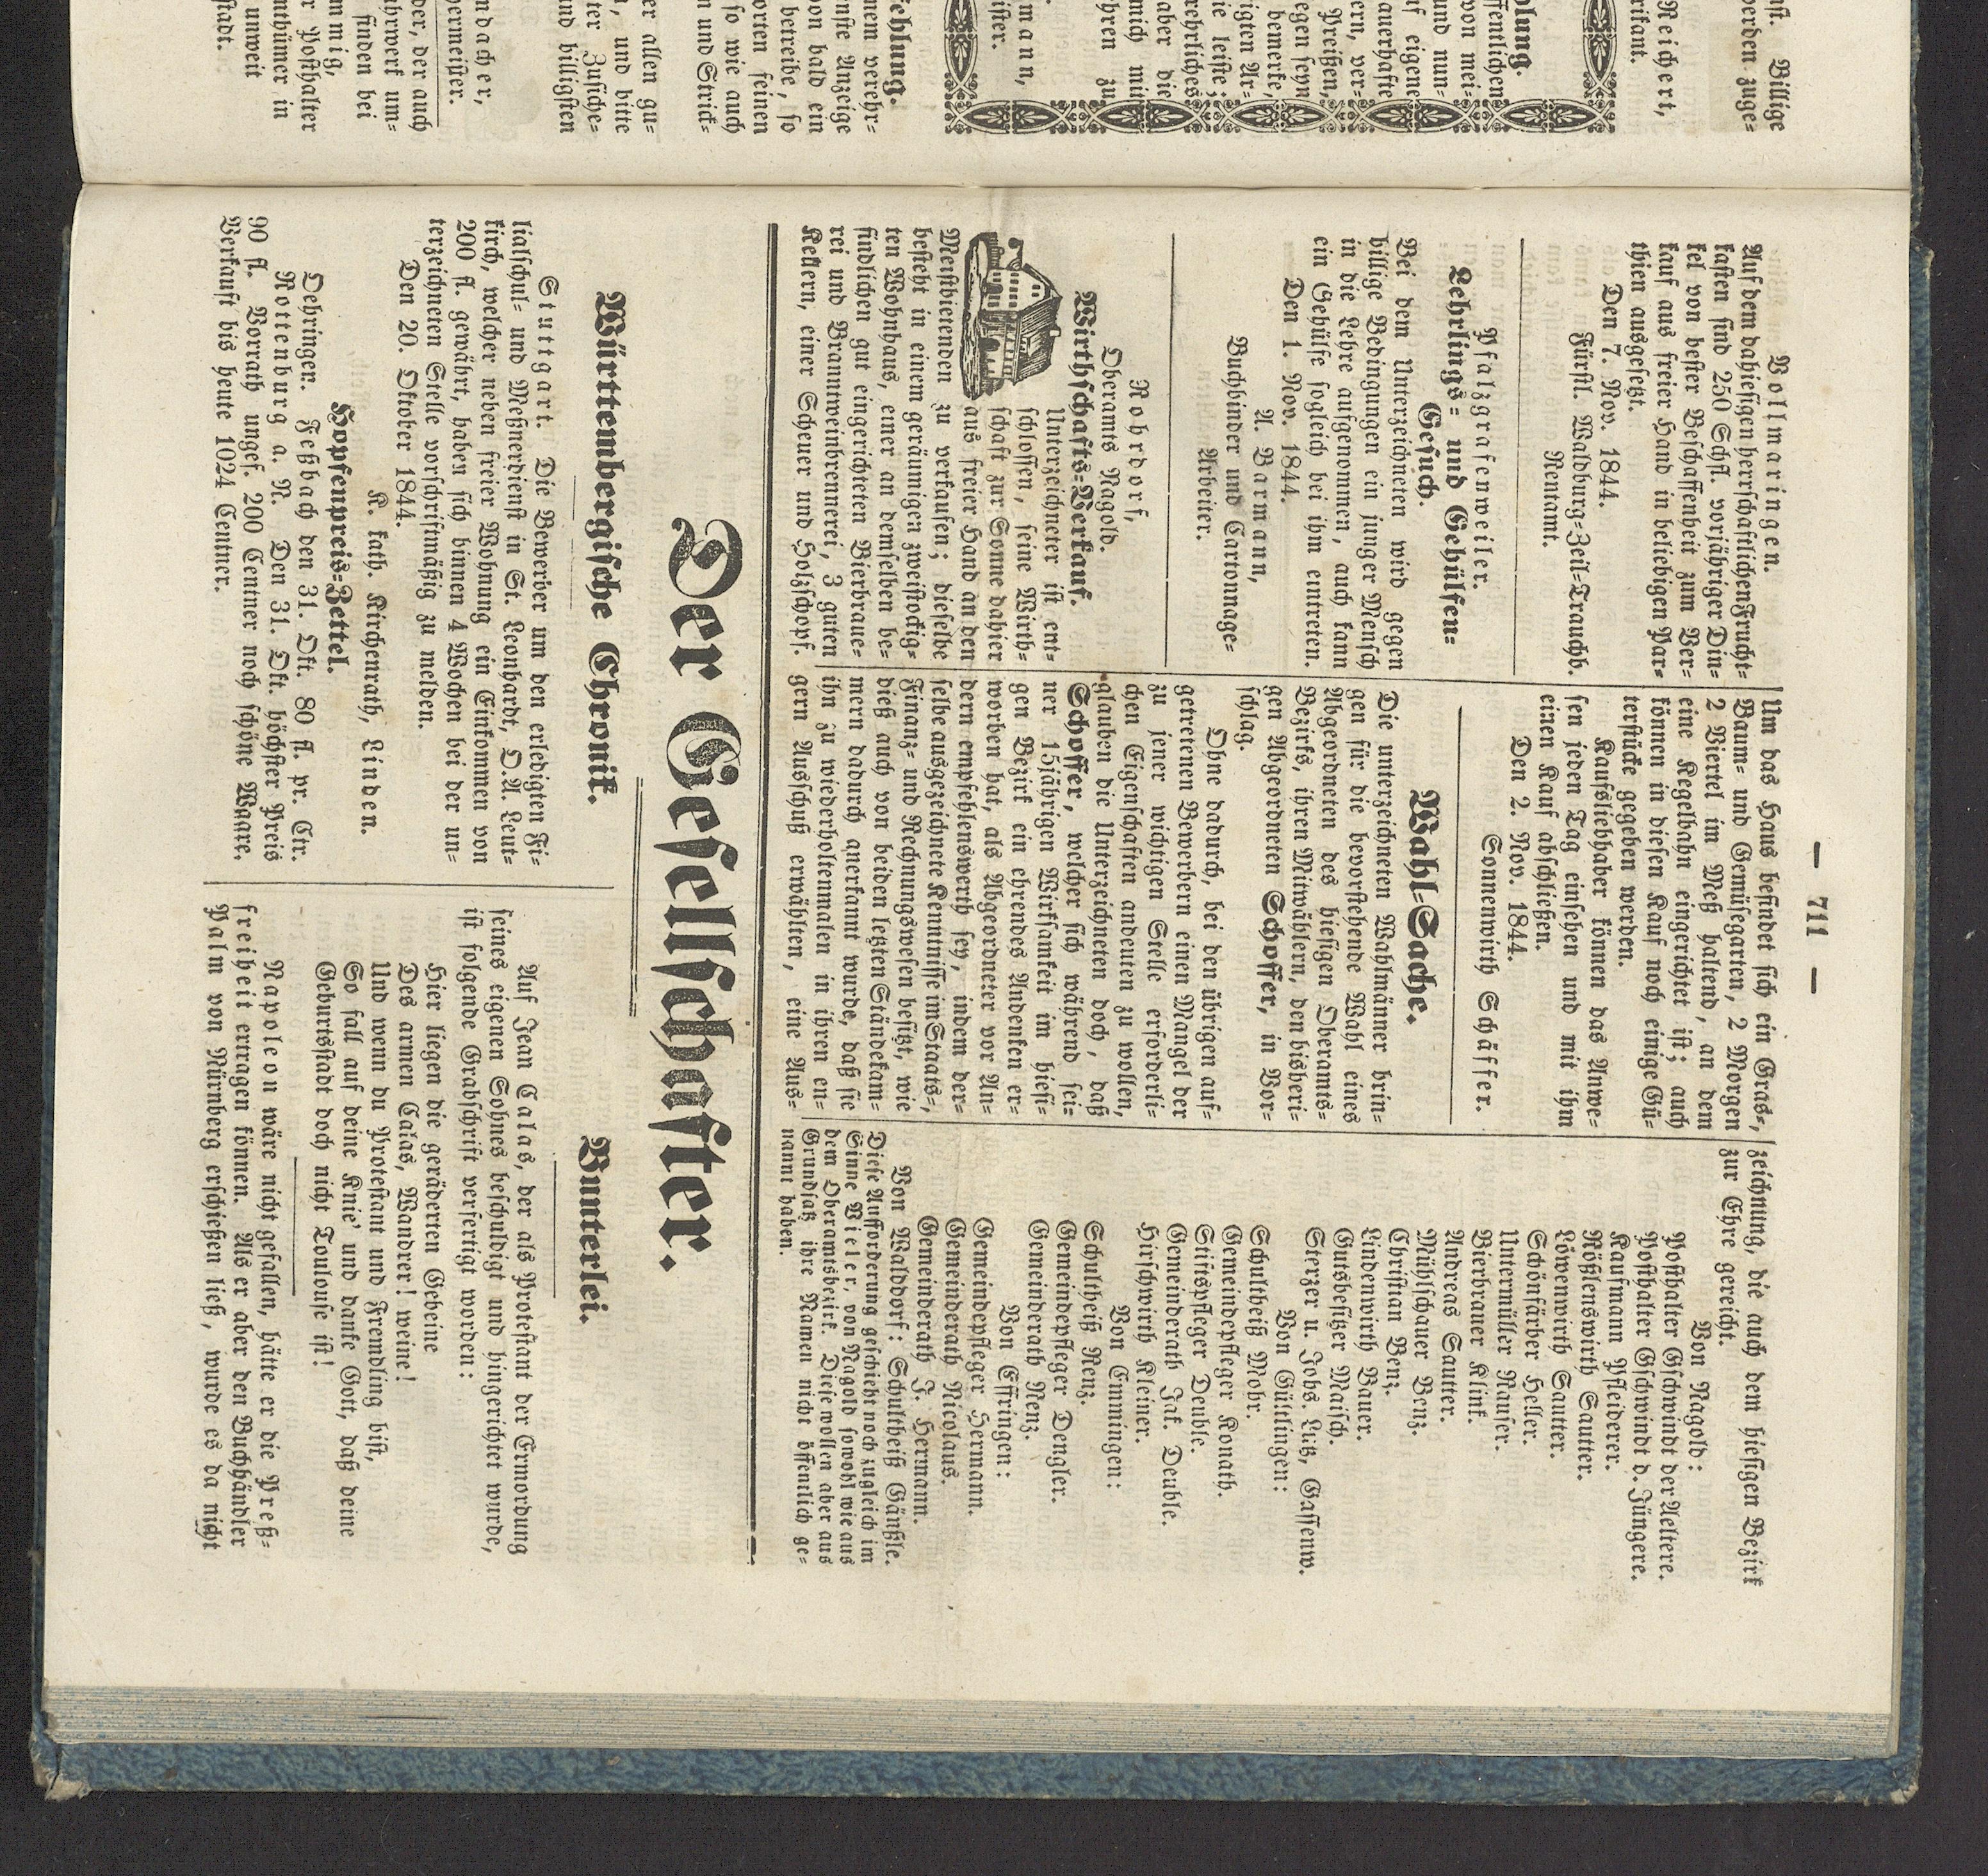 — 711 —
Vollmaringen.
Auf dem dahiesigen herrschaftlichen Frucht-
kasten sind 250 Schfl. vorjähriger Din-
kel von bester Beschaffenheit zum Ver-
kauf aus freier Hand in beliebigen Par-
thien ausgesetzt.
Den 7. Nov. 1844.
Fürstl. Waldburg-Zeil-Trauchb.
Rentamt.
Pfalzgrafenweiler.
Lehrlings- und Gehülfen-
Gesuch.
Bei dem Unterzeichneten wird gegen
billige Bedingungen ein junger Mensch
in die Lehre aufgenommen, auch kann
ein Gehülfe sogleich bei ihm eintreten.
Den 1. Nov. 1844.
A. Barmann,
Buchbinder und Cartonnage-
Arbeiter.
Rohrdorf,
Oberamts Nagold.
Wirthschafts-Verkauf.
Unterzeichneter ist ent-
schlossen, seine Wirth-
schaft zur Sonne dahier
aus freier Hand an den
Meistbietenden zu verkaufen; dieselbe
besteht in einem geräumigen zweistockig-
ten Wohnhaus, einer an demselben be-
findlichen gut eingerichteten Bierbraue-
rei und Branntweinbrennerei, 3 guten
Kellern, einer Scheuer und Holzschopf.
Um das Haus befindet sich ein Gras-,
Baum- und Gemüsegarten, 2 Morgen
2 Viertel im Meß haltend, an dem
eine Kegelbahn eingerichtet ist; auch
können in diesen Kauf noch einige Gü-
terstücke gegeben werden.
Kaufsliebhaber können das Anwe-
sen jeden Tag einsehen und mit ihm
einen Kauf abschließen.
Den 2. Nov. 1844.
Sonnenwirth Schäffer.
Wahl-Sache.
Die unterzeichneten Wahlmänner brin-
gen für die bevorstehende Wahl eines
Abgeordneten des hiesigen Oberamts-
Bezirks, ihren Mitwählern, den bisheri-
gen Abgeordneten Schoffer, in Vor-
schlag.
Ohne dadurch, bei den übrigen auf-
getretenen Bewerbern einen Mangel der
zu jener wichtigen Stelle erforderli-
chen Eigenschaften andeuten zu wollen,
glauben die Unterzeichneten doch, daß
Schoffer, welcher sich während sei-
ner 15jährigen Wirksamkeit im hiesi-
gen Bezirk ein ehrendes Andenken er-
worben hat, als Abgeordneter vor An-
dern empfehlenswerth sey, indem der-
selbe ausgezeichnete Kenntnisse im Staats-,
Finanz- und Rechnungswesen besitzt, wie
dieß auch von beiden letzten Ständekam-
mern dadurch anerkannt wurde, daß sie
ihn zu wiederholtenmalen in ihren en-
gern Ausschuß erwählten, eine Aus-
zeichnung, die auch dem hiesigen Bezirk
zur Ehre gereicht.
Von Nagold:
Posthalter Gschwindt der Aeltere.
Posthalter Gschwindt d. Jüngere.
Kaufmann Pfleiderer.
Rößlenswirth Sautter.
Löwenwirth Sautter.
Schönfärber Heller.
Untermüller Rauser.
Bierbrauer Klink.
Andreas Sautter.
Mühlschauer Benz.
Christian Benz.
Lindenwirth Bauer.
Gutsbesitzer Maisch.
Sterzer u. Johs. Lutz, Gassenw.
Von Gültlingen:
Schultheiß Mohr.
Gemeindepfleger Konath.
Stiftspfleger Deuble.
Gemeinderath Jak. Deuble.
Hirschwirth Kleiner.
Von Emmingen:
Schultheiß Renz.
Gemeindepfleger Dengler.
Gemeinderath Renz.
Von Effringen:
Gemeindepfleger Hermann.
Gemeinderath Nicolaus.
Gemeinderath J. Hermann.
Von Walddorf: Schultheiß Gänßle.
Diese Aufforderung geschieht noch zugleich im
Sinne Vieler, von Nagold sowohl wie aus
dem Oberamtsbezirk. Diese wollen aber aus
Grundsatz ihre Namen nicht öffentlich ge-
nannt haben.
Der Gesellschafter.
Württembergische Chronik.
Stuttgart. Die Bewerber um den erledigten Fi-
lialschul- und Meßnerdienst in St. Leonhardt, O.A. Leut-
kirch, welcher neben freier Wohnung ein Einkommen von
200 fl. gewährt, haben sich binnen 4 Wochen bei der un-
terzeichneten Stelle vorschriftmäßig zu melden.
Den 20. Oktober 1844.
K. kath. Kirchenrath, Linden.
Hopfenpreis-Zettel.
Oehringen. Feßbach den 31. Okt. 80 fl. pr. Ctr.
Rottenburg a. N. Den 31. Okt. höchster Preis
90 fl. Vorrath ungef. 200 Centner noch schöne Waare.
Verkauft bis heute 1024 Centner.
Bunterlei.
Auf Jean Calas, der als Protestant der Ermordung
seines eigenen Sohnes beschuldigt und hingerichtet wurde,
ist folgende Grabschrift verfertigt worden:
Hier liegen die geräderten Gebeine
Des armen Calas, Wandrer! weine!
Und wenn du Protestant und Fremdling bist,
So fall auf deine Knie' und danke Gott, daß deine
Geburtsstadt doch nicht Toulouse ist!
Napoleon wäre nicht gefallen, hätte er die Preß-
freiheit ertragen können. Als er aber den Buchhändler
Palm von Nürnberg erschießen ließ, wurde es da nicht